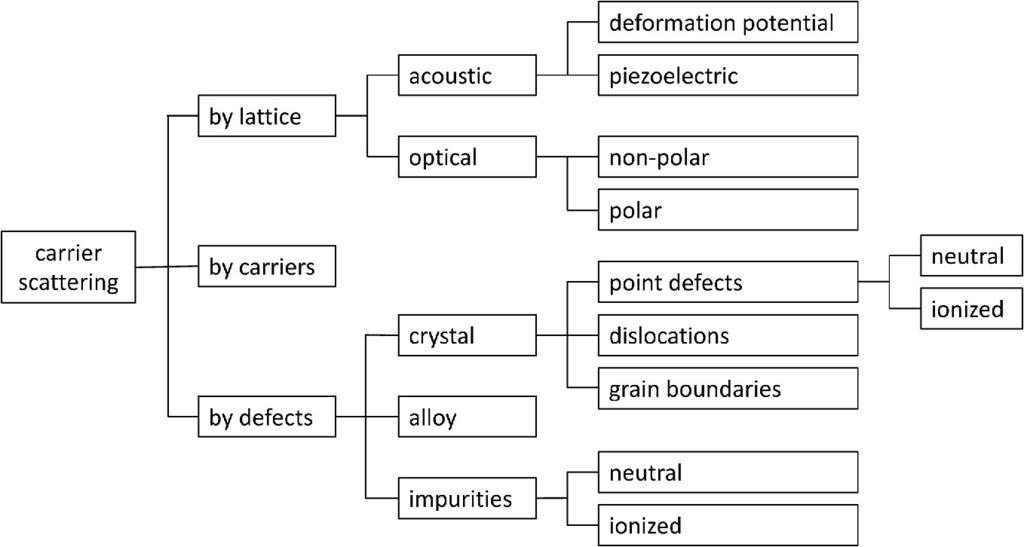 carrier
scattering
by lattice
acoustic
deformation potential
piezoelectric
optical
non-polar
polar
by carriers
by defects
crystal
point defects
neutral
ionized
dislocations
grain boundaries
alloy
impurities
neutral
ionized